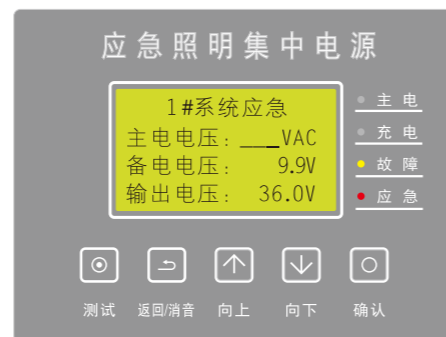 应急照明集中电源
1#系统应急
主电电压：___VAC
备电电压： 9.9V
输出电压： 36.0V
主电
充电
故障
应急
测试 返回/消音 向上 向下 确认